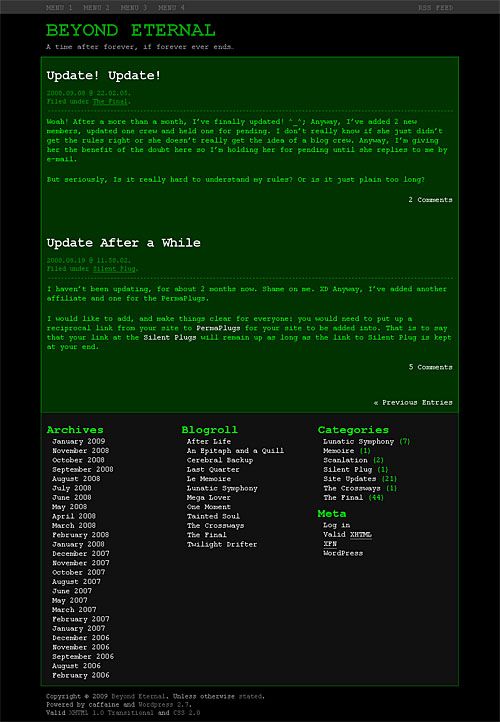 MENU 1 MENU 2 MENU 3 MENU 4 RSS FEED
BEYOND ETERNAL
A time after forever, if forever ever ends.
Update! Update!
Filed under The Final.
Woah! After a more than a month, I've finally updated! ^_^; Anyway, I've added 2 new
members, updated one crew and held one for pending. I don't really know if she just didn't
get the rules right or she doesn't really get the idea of a blog crew. Anyway, I'm giving
her the benefit of the doubt here so I'm holding her for pending until she replies to me by
e-mail.
But seriously, Is it really hard to understand my rules? Or is it just plain too long?
2 Comments
Update After a While
Filed under Silent Plug.
I haven't been updating, for about 2 months now. Shame on me. XD Anyway, I've added another
affiliate and one for the PermaPlugs.
I would like to add, and make things clear for everyone: you would need to put up a
reciprocal link from your site to PermaPlugs for your site to be added into. That is to say
that your link at the Silent Plugs will remain up as long as the link to Silent Plug is kept
at your end.
5 Comments
« Previous Entries
Archives
January 2009
November 2008
October 2008
September 2008
August 2008
July 2008
June 2008
May 2008
April 2008
March 2008
February 2008
January 2008
December 2007
November 2007
October 2007
August 2007
June 2007
May 2007
March 2007
February 2007
January 2007
December 2006
November 2006
September 2006
August 2006
February 2006
Blogroll
After Life
An Epitaph and a Quill
Cerebral Backup
Last Quarter
Le Memoire
Lunatic Symphony
Mega Lover
One Moment
Tainted Soul
The Crossways
The Final
Twilight Drifter
Categories
Lunatic Symphony (7)
Memoire (1)
Scanlation (2)
Silent Plug (1)
Site Updates (21)
The Crossways (1)
The Final (44)
Meta
Log in
Valid XHTML
XFN
WordPress
Copyright © 2009 Beyond Eternal. Unless otherwise stated.
Powered by caffaine and Wordpress 2.7.
Valid XHTML 1.0 Transitional and CSS 2.0